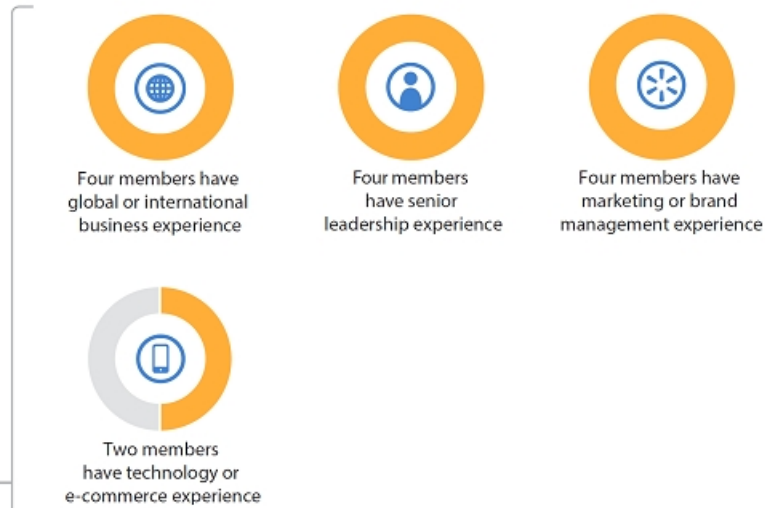 Four members have
global or international
business experience
Four members
have senior
leadership experience
Four members have
marketing or brand
management experience
Two members
have technology or
e-commerce experience